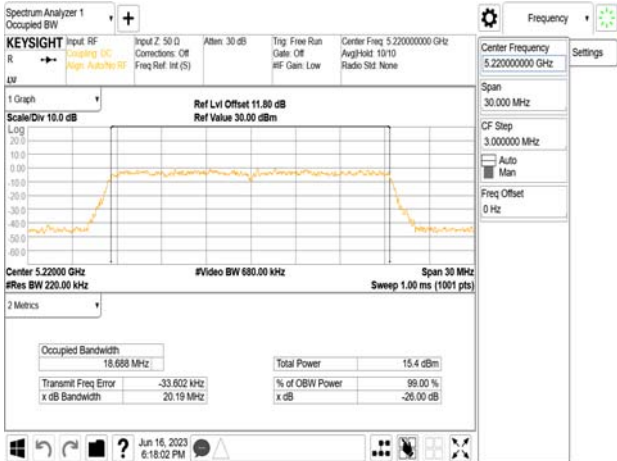 Spectrum Analyzer 1
Occupied BW
KEYSIGHT
R
LV
Input: RF
Coupling: DC
Align: Auto/No RF
Input Z: 50 Ω
Corrections: Off
Freq Ref: Int (S)
Atten: 30 dB
Trig: Free Run
Gate: Off
#IF Gain: Low
Center Freq: 5.220000000 GHz
Avg|Hold: 10/10
Radio Std: None
1 Graph
Scale/Div 10.0 dB
Ref Lvl Offset 11.80 dB
Ref Value 30.00 dBm
Log
20.0
10.0
0.00
-10.0
-20.0
-30.0
-40.0
-50.0
-60.0
Center 5.22000 GHz
#Res BW 220.00 kHz
#Video BW 680.00 kHz
Span 30 MHz
Sweep 1.00 ms (1001 pts)
2 Metrics
Occupied Bandwidth
18.688 MHz
Transmit Freq Error -33.602 kHz
x dB Bandwidth 20.19 MHz
Total Power 15.4 dBm
% of OBW Power 99.00 %
x dB -26.00 dB
Jun 16, 2023
6:18:02 PM
Frequency
Settings
Center Frequency
5.220000000 GHz
Span
30.000 MHz
CF Step
3.000000 MHz
Auto
Man
Freq Offset
0 Hz